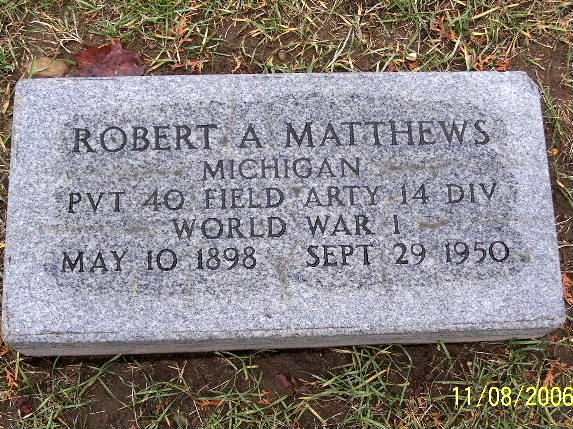 ROBERT A MATTHEWS
MICHIGAN
PVT 40 FIELD ARTY 14 DIV
WORLD WAR I
MAY 10 1898 SEPT 29 1950
11/08/2006